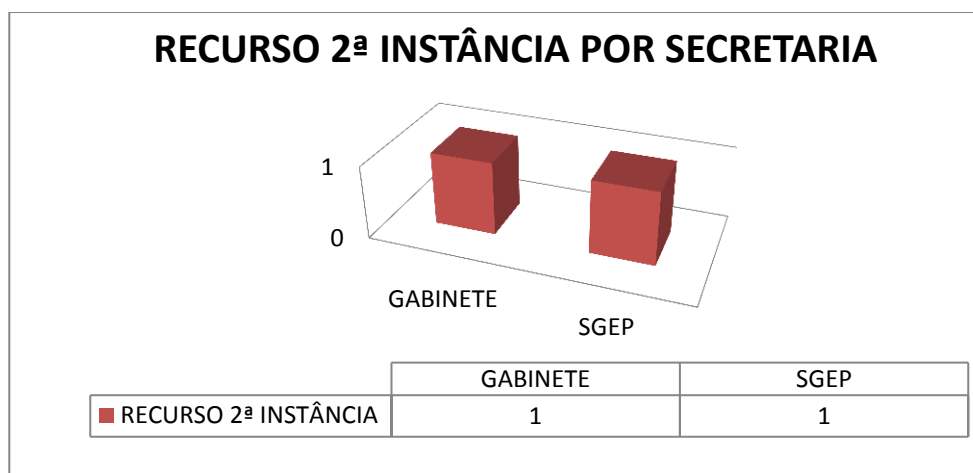 RECURSO 2ª INSTÂNCIA POR SECRETARIA
1
0
GABINETE
SGEP
GABINETE SGEP
RECURSO 2ª INSTÂNCIA 1 1